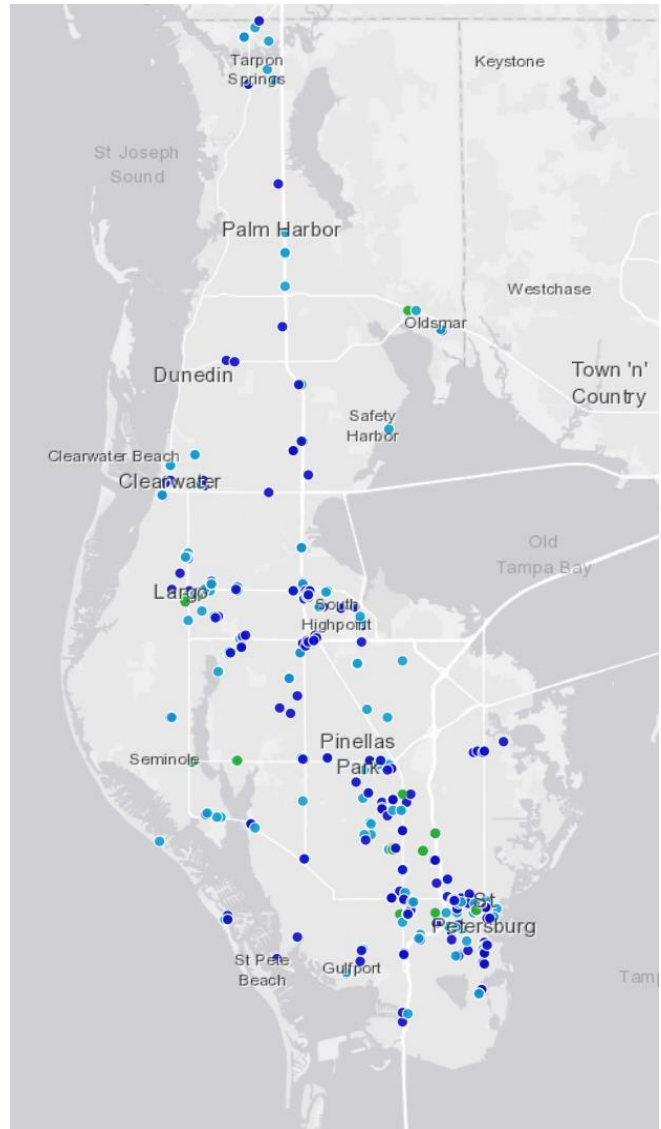 Tarpon
Springs
Keystone
St Joseph
Sound
Palm Harbor
Westchase
Oldsmar
Dunedin
Town 'n'
Country
Safety
Harbor
Clearwater Beach
Clearwater
Old
Tampa Bay
Largo
South
Highpoint
Pinellas
Park
Seminole
St
Petersburg
St Pete
Beach
Gulfport
Tamp